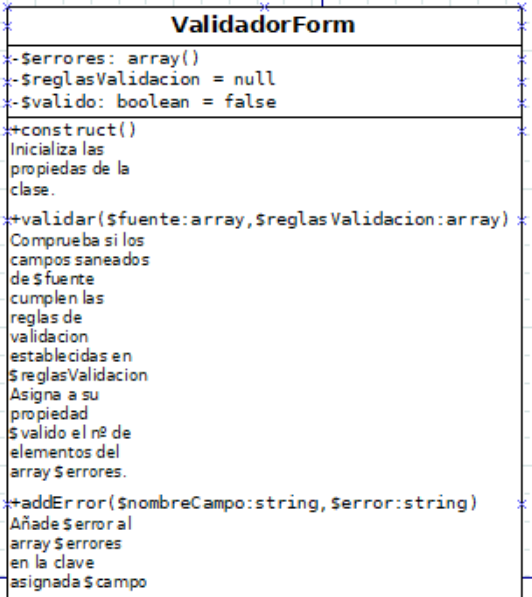 ValidadorForm
-$errores: array()
-$reglasValidacion = null
-$valido: boolean = false
+construct()
Inicializa las
propiedas de la
clase.
+validar($fuente:array,$reglasValidacion:array)
Comprueba si los
campos saneados
de $fuente
cumplen las
reglas de
validacion
establecidas en
$reglasValidacion
Asigna a su
propiedad
$valido el nº de
elementos del
array $errores.
+addError($nombreCampo:string,$error:string)
Añade $error al
array $errores
en la clave
asignada $campo